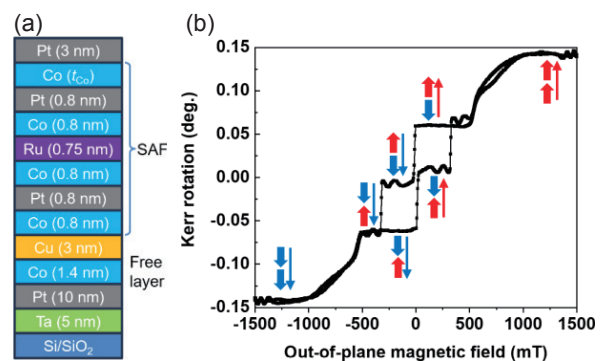 (a)
Pt (3 nm)
Co (t_Co)
Pt (0.8 nm)
Co (0.8 nm)
Ru (0.75 nm)
Co (0.8 nm)
Pt (0.8 nm)
Co (0.8 nm)
Cu (3 nm)
Co (1.4 nm)
Pt (10 nm)
Ta (5 nm)
Si/SiO₂
SAF
Free
layer
(b)
Kerr rotation (deg.)
0.15
0.10
0.05
0.00
-0.05
-0.10
-0.15
-1500 -1000 -500 0 500 1000 1500
Out-of-plane magnetic field (mT)